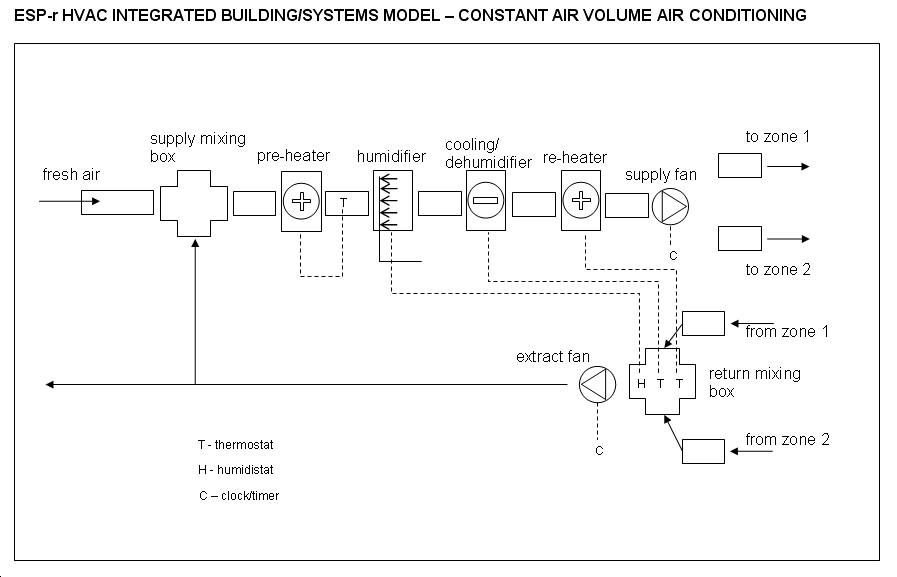 ESP-r HVAC INTEGRATED BUILDING/SYSTEMS MODEL – CONSTANT AIR VOLUME AIR CONDITIONING
to zone 1
supply mixing
box
cooling/
dehumidifier
pre-heater
humidifier
re-heater
fresh air
supply fan
T
C
to zone 2
from zone 1
extract fan
return mixing
box
H T T
from zone 2
C
T - thermostat
H - humidistat
C – clock/timer